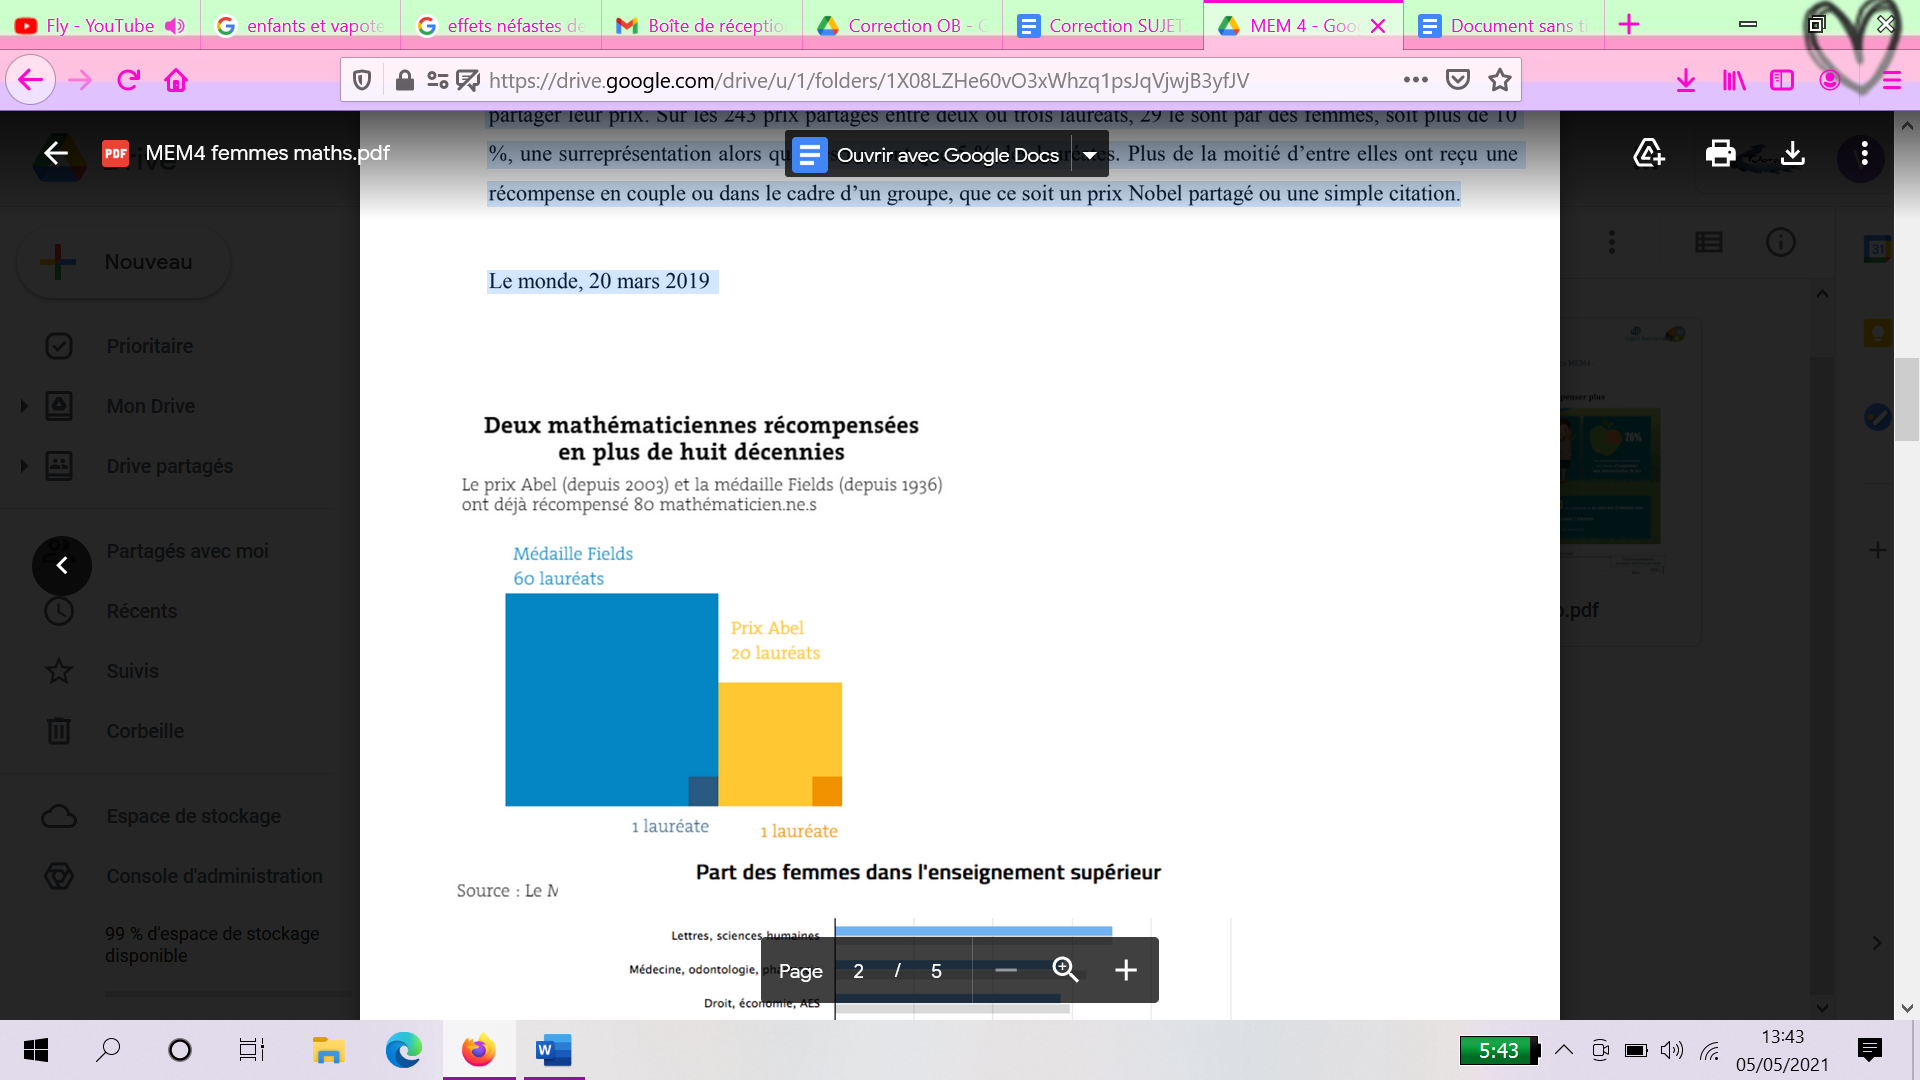 Fly - YouTube
enfants et vapote
effets néfastes de
Boîte de réceptio
Correction OB - G
Correction SUJET
MEM 4 - Goo
Document sans ti
https://drive.google.com/drive/u/1/folders/1X08LZHe60vO3xWhzq1psJqVjwjB3yfJV
MEM4 femmes maths.pdf
Ouvrir avec Google Docs
partager leur prix. Sur les 243 prix partagés entre deux ou trois lauréats, 29 le sont par des femmes, soit plus de 10
%, une surreprésentation alors Plus de la moitié d'entre elles ont reçu une
récompense en couple ou dans le cadre d'un groupe, que ce soit un prix Nobel partagé ou une simple citation.
Le monde, 20 mars 2019
Nouveau
Prioritaire
Mon Drive
Drive partagés
Partagés avec moi
Récents
Suivis
Corbeille
Espace de stockage
Console d'administration
99 % d'espace de stockage
disponible
Deux mathématiciennes récompensées
en plus de huit décennies
Le prix Abel (depuis 2003) et la médaille Fields (depuis 1936)
ont déjà récompensé 80 mathématicien.ne.s
Médaille Fields
60 lauréats
Prix Abel
20 lauréats
1 lauréate
1 lauréate
Source : Le M
Part des femmes dans l'enseignement supérieur
Lettres, sciences humaines
Médecine, odontologie,
Droit, économie, AES
Page 2 / 5
31
26%
.pdf
5:43
13:43
05/05/2021